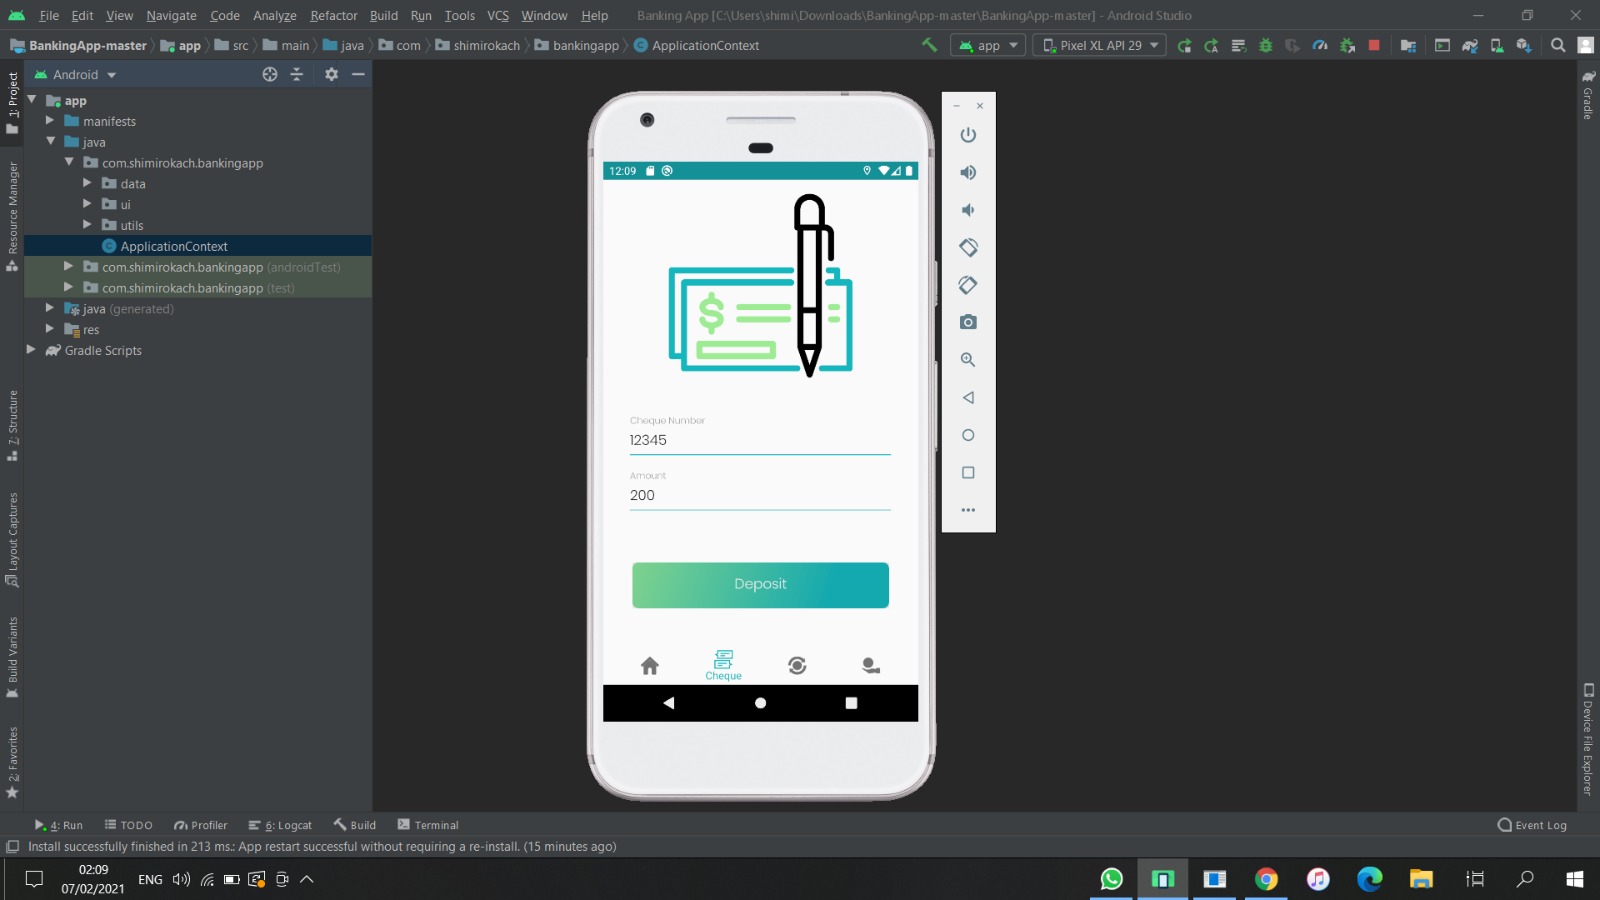 File Edit View Navigate Code Analyze Refactor Build Run Tools VCS Window Help Banking App [C:\Users\shimi\Downloads\BankingApp-master\BankingApp-master] - Android Studio
BankingApp-master app src main java com shimirokach bankingapp ApplicationContext app Pixel XL API 29
Android
app
manifests
java
com.shimirokach.bankingapp
data
ui
utils
ApplicationContext
com.shimirokach.bankingapp (androidTest)
com.shimirokach.bankingapp (test)
java (generated)
res
Gradle Scripts
1: Project
Resource Manager
7: Structure
Layout Captures
Build Variants
2: Favorites
12:09
$
Cheque Number
12345
Amount
200
Deposit
Cheque
Gradle
Device File Explorer
4: Run TODO Profiler 6: Logcat Build Terminal Event Log
Install successfully finished in 213 ms.: App restart successful without requiring a re-install. (15 minutes ago)
02:09
07/02/2021
ENG